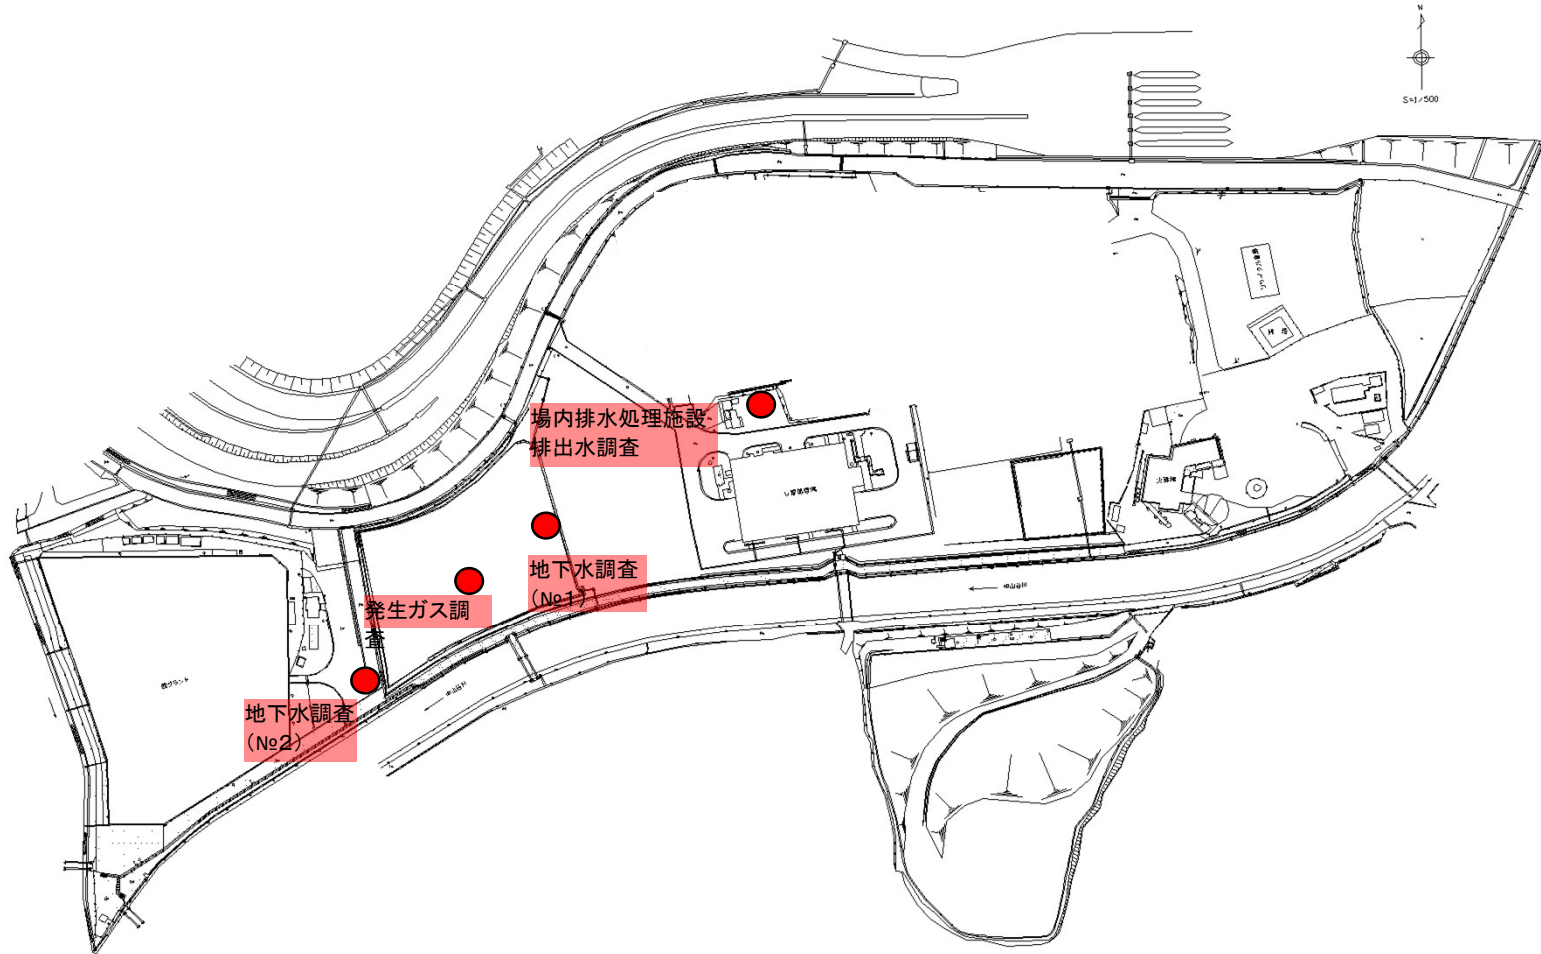 N
S=1/500
場内排水処理施設
排出水調査
地下水調査
(№1)
発生ガス調
査
地下水調査
(№2)